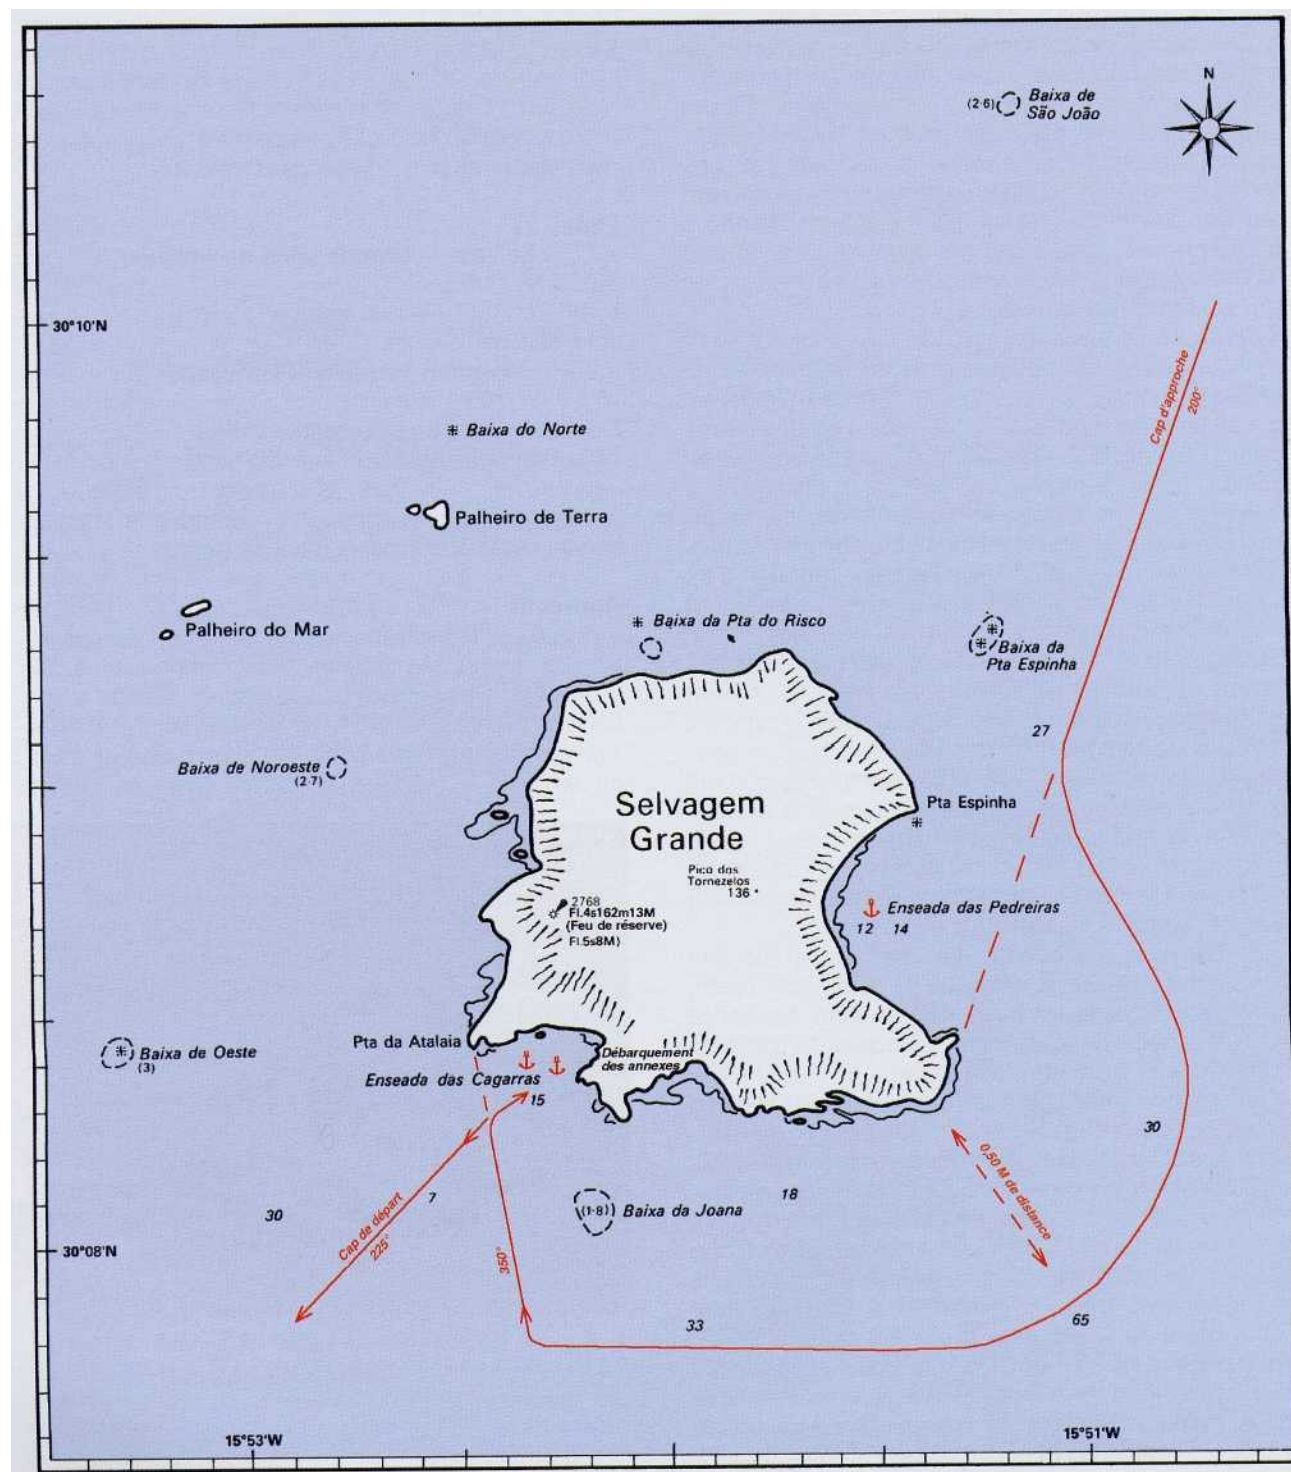 N
(2·6)
Baixa de
São João
30°10'N
Cap d'approche
200°
Baixa do Norte
Palheiro de Terra
Palheiro do Mar
Baixa da Pta do Risco
Baixa da
Pta Espinha
27
Baixa de Noroeste
(2·7)
Selvagem
Grande
Pta Espinha
Pico dos
Tornezelos
136
2768
Fl.4s162m13M
(Feu de réserve)
Fl.5s8M)
Enseada das Pedreiras
12
14
Pta da Atalaia
Baixa de Oeste
(3)
Débarquement
des annexes
Enseada das Cagarras
15
30
0,50 M de distance
7
18
30
(1·8)
Baixa da Joana
Cap de départ
225°
350°
30°08'N
33
65
15°53'W
15°51'W